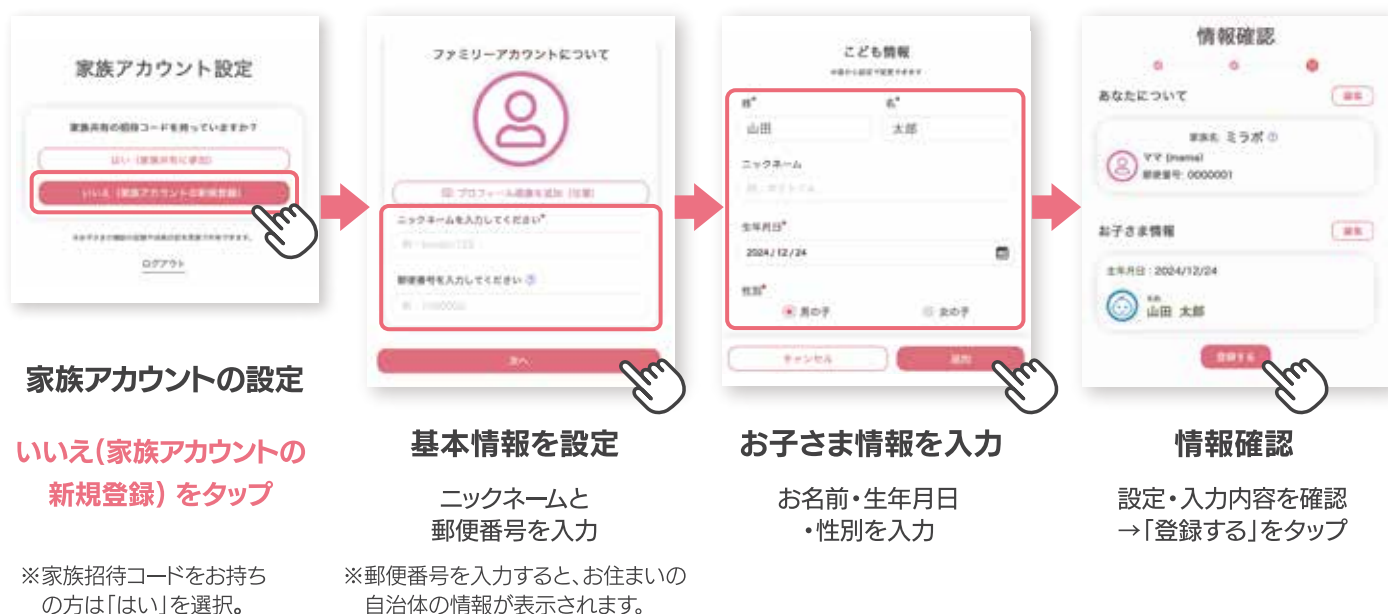 家族アカウント設定
家族共有の招待コードを持っていますか?
はい (家族共有に参加)
いいえ (家族アカウントの新規登録)
ログアウト
家族アカウントの設定
いいえ(家族アカウントの
新規登録) をタップ
※家族招待コードをお持ち
の方は「はい」を選択。
ファミリーアカウントについて
プロフィール画像を追加 (任意)
ニックネームを入力してください*
郵便番号を入力してください
次へ
基本情報を設定
ニックネームと
郵便番号を入力
※郵便番号を入力すると、お住まいの
自治体の情報が表示されます。
こども情報
姓* 名*
山田 太郎
ニックネーム
生年月日*
2024/12/24
性別*
男の子 女の子
キャンセル 追加
お子さま情報を入力
お名前・生年月日
・性別を入力
情報確認
あなたについて 編集
家族名 ミラボ
ママ (mama)
郵便番号 0000001
お子さま情報 編集
生年月日:2024/12/24
名前
山田 太郎
登録する
情報確認
設定・入力内容を確認
→「登録する」をタップ